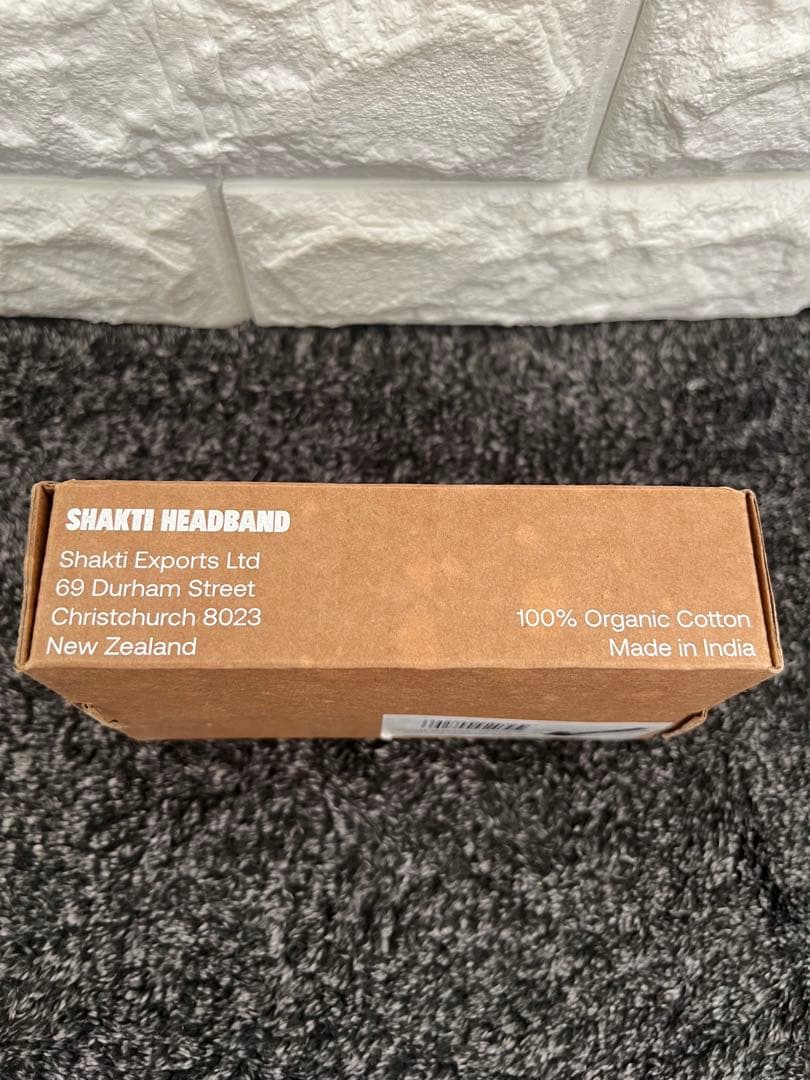 SHAKTI HEADBAND
Shakti Exports Ltd
69 Durham Street
Christchurch 8023
New Zealand
100% Organic Cotton
Made in India